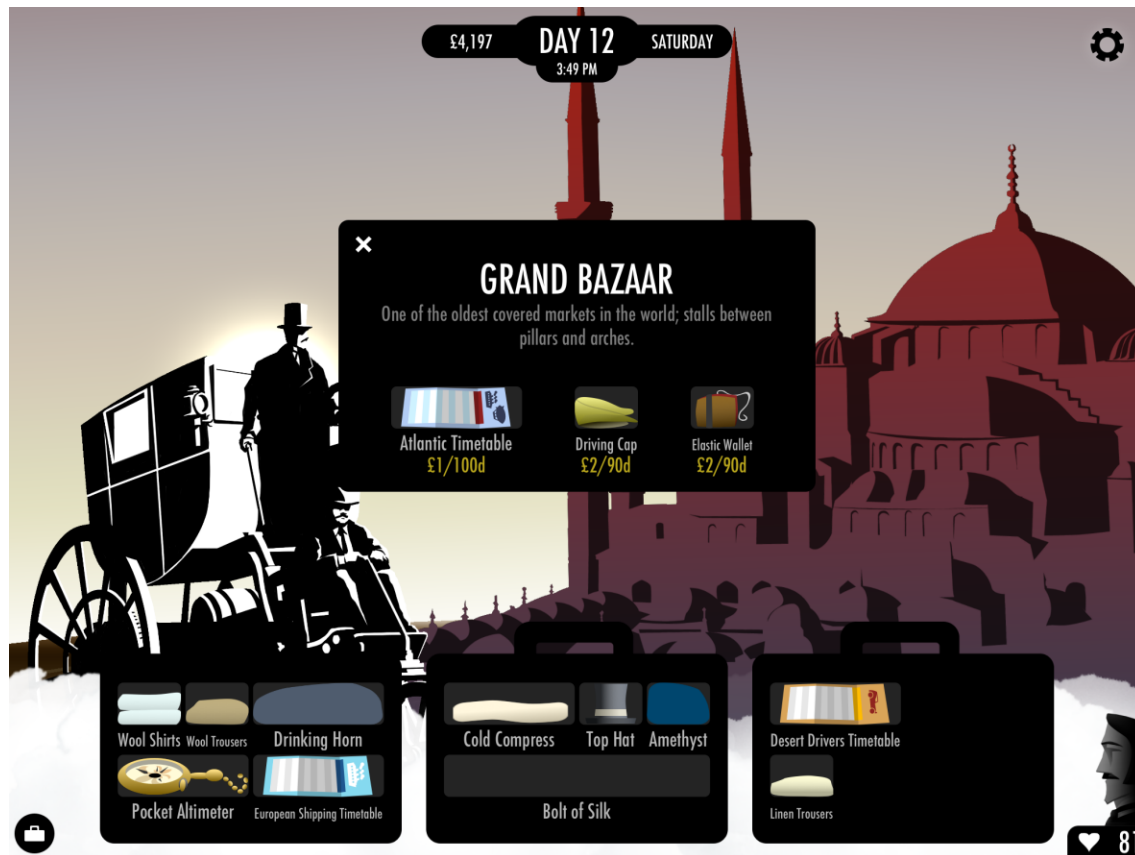 £4,197
DAY 12
SATURDAY
3:49 PM
GRAND BAZAAR
One of the oldest covered markets in the world; stalls between
pillars and arches.
Atlantic Timetable
£1/100d
Driving Cap
£2/90d
Elastic Wallet
£2/90d
Wool Shirts
Wool Trousers
Drinking Horn
Pocket Altimeter
European Shipping Timetable
Cold Compress
Top Hat
Amethyst
Bolt of Silk
Desert Drivers Timetable
Linen Trousers